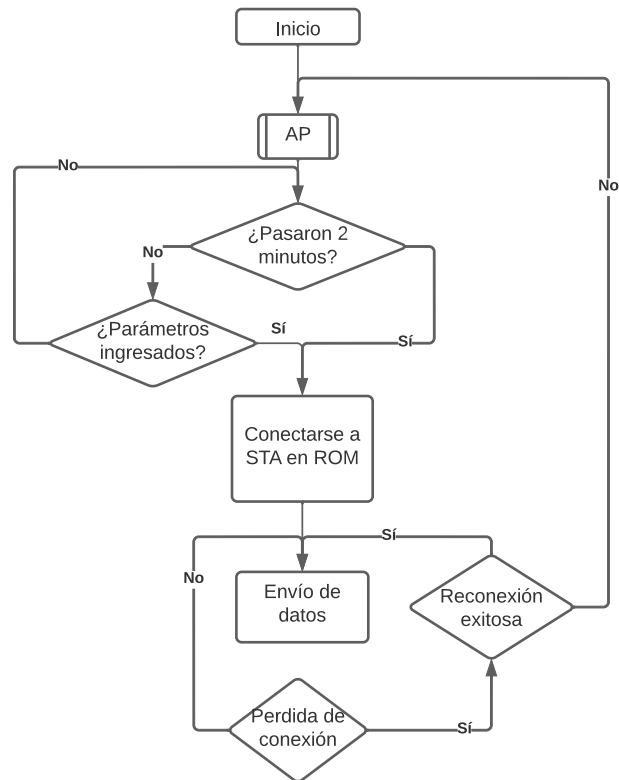 Inicio
AP
No
No
¿Pasaron 2
minutos?
No
¿Parámetros
ingresados?
Sí
Sí
Conectarse a
STA en ROM
Sí
No
Envío de
datos
Reconexión
exitosa
Perdida de
conexión
Sí